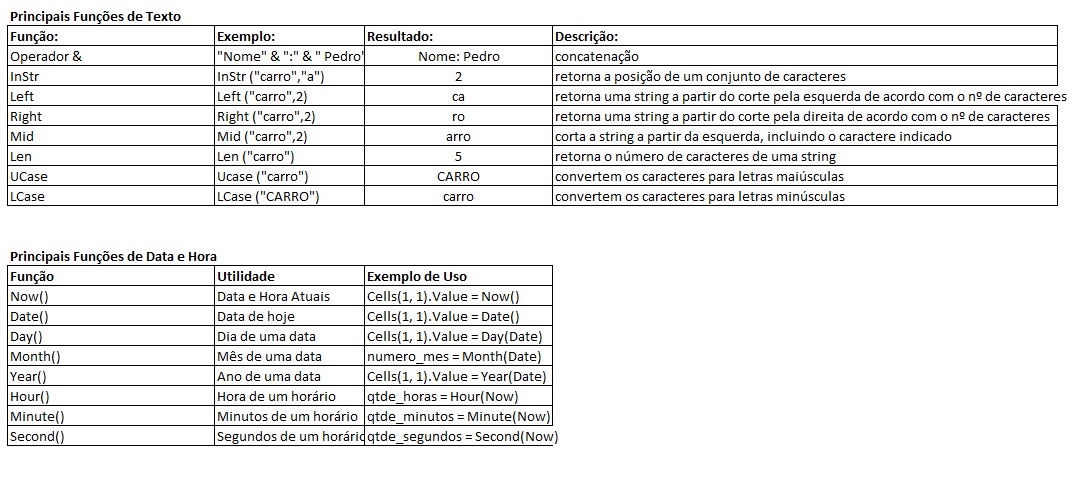 Principais Funções de Texto
Função: Exemplo: Resultado: Descrição:
Operador & "Nome" & ":" & " Pedro" Nome: Pedro concatenação
InStr InStr ("carro","a") 2 retorna a posição de um conjunto de caracteres
Left Left ("carro",2) ca retorna uma string a partir do corte pela esquerda de acordo com o nº de caracteres
Right Right ("carro",2) ro retorna uma string a partir do corte pela direita de acordo com o nº de caracteres
Mid Mid ("carro",2) arro corta a string a partir da esquerda, incluindo o caractere indicado
Len Len ("carro") 5 retorna o número de caracteres de uma string
UCase Ucase ("carro") CARRO convertem os caracteres para letras maiúsculas
LCase LCase ("CARRO") carro convertem os caracteres para letras minúsculas
Principais Funções de Data e Hora
Função Utilidade Exemplo de Uso
Now() Data e Hora Atuais Cells(1, 1).Value = Now()
Date() Data de hoje Cells(1, 1).Value = Date()
Day() Dia de uma data Cells(1, 1).Value = Day(Date)
Month() Mês de uma data numero_mes = Month(Date)
Year() Ano de uma data Cells(1, 1).Value = Year(Date)
Hour() Hora de um horário qtde_horas = Hour(Now)
Minute() Minutos de um horário qtde_minutos = Minute(Now)
Second() Segundos de um horário qtde_segundos = Second(Now)